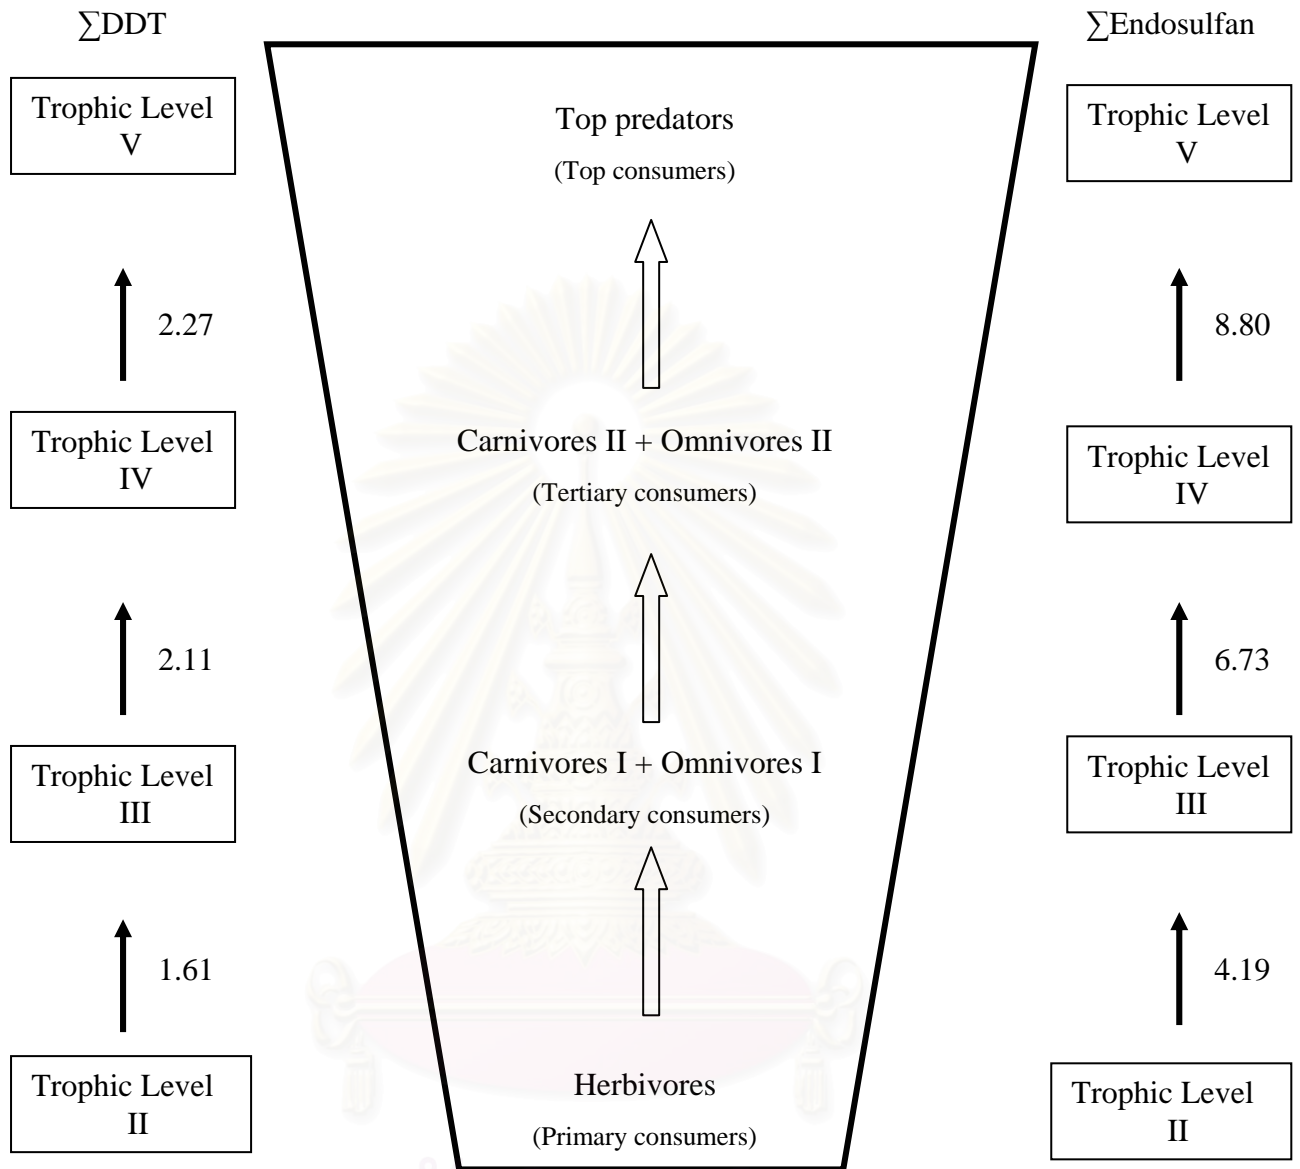 ∑DDT
∑Endosulfan
Trophic Level
V
Top predators
(Top consumers)
Trophic Level
V
2.27
8.80
Trophic Level
IV
Carnivores II + Omnivores II
(Tertiary consumers)
Trophic Level
IV
2.11
6.73
Trophic Level
III
Carnivores I + Omnivores I
(Secondary consumers)
Trophic Level
III
1.61
4.19
Trophic Level
II
Herbivores
(Primary consumers)
Trophic Level
II